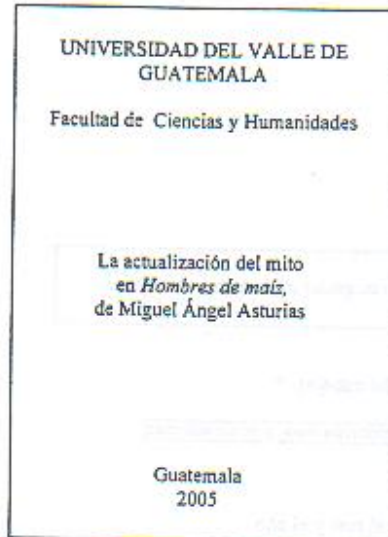 UNIVERSIDAD DEL VALLE DE
GUATEMALA
Facultad de Ciencias y Humanidades
La actualización del mito
en Hombres de maíz,
de Miguel Ángel Asturias
Guatemala
2005